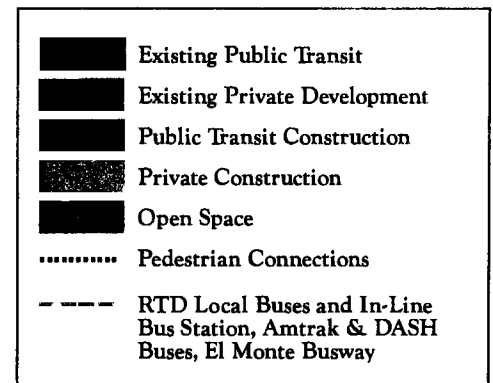 Existing Public Transit
Existing Private Development
Public Transit Construction
Private Construction
Open Space
Pedestrian Connections
RTD Local Buses and In-Line
Bus Station, Amtrak & DASH
Buses, El Monte Busway